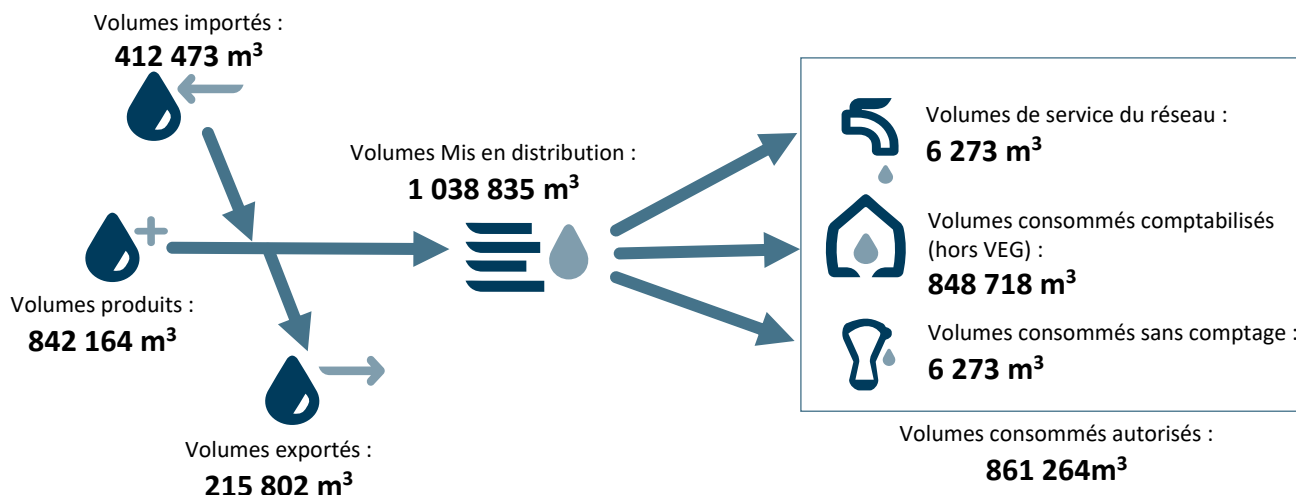 Volumes importés :
412 473 m³
Volumes produits :
842 164 m³
Volumes exportés :
215 802 m³
Volumes Mis en distribution :
1 038 835 m³
Volumes de service du réseau :
6 273 m³
Volumes consommés comptabilisés
(hors VEG) :
848 718 m³
Volumes consommés sans comptage :
6 273 m³
Volumes consommés autorisés :
861 264m³